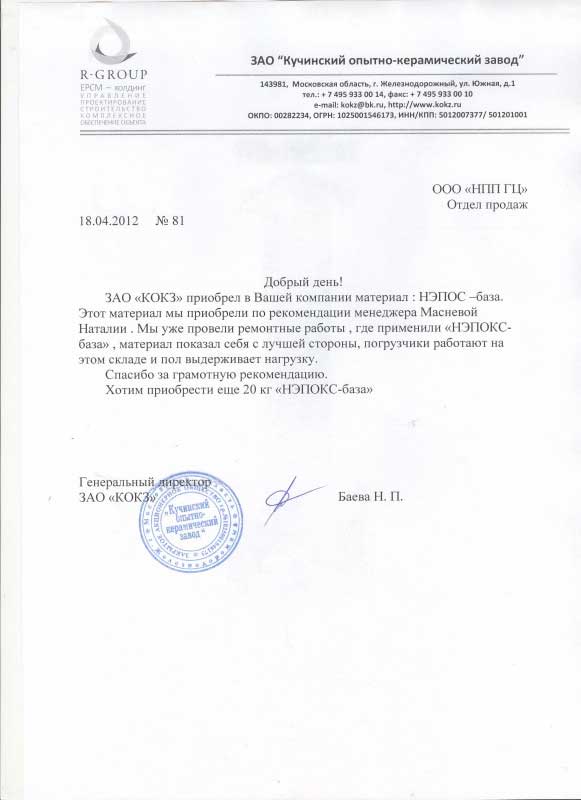 R-GROUP
ЕРСМ – холдинг
УПРАВЛЕНИЕ
ПРОЕКТИРОВАНИЕ
СТРОИТЕЛЬСТВО
КОМПЛЕКСНОЕ
ОБЕСПЕЧЕНИЕ ОБЪЕКТА
ЗАО “Кучинский опытно-керамический завод”
143981, Московская область, г. Железнодорожный, ул. Южная, д.1
тел.: + 7 495 933 00 14, факс: + 7 495 933 00 10
e-mail: kokz@bk.ru, http://www.kokz.ru
ОКПО: 00282234, ОГРН: 1025001546173, ИНН/КПП: 5012007377/ 501201001
ООО «НПП ГЦ»
Отдел продаж
18.04.2012 № 81
Добрый день!
ЗАО «КОКЗ» приобрел в Вашей компании материал : НЭПОС –база.
Этот материал мы приобрели по рекомендации менеджера Масневой
Наталии . Мы уже провели ремонтные работы , где применили «НЭПОКС-
база» , материал показал себя с лучшей стороны, погрузчики работают на
этом складе и пол выдерживает нагрузку.
Спасибо за грамотную рекомендацию.
Хотим приобрести еще 20 кг «НЭПОКС-база»
Генеральный директор
ЗАО «КОКЗ»
Баева Н. П.
"Кучинский
опытно-
керамический
завод"
ЗАКРЫТОЕ АКЦИОНЕРНОЕ ОБЩЕСТВО